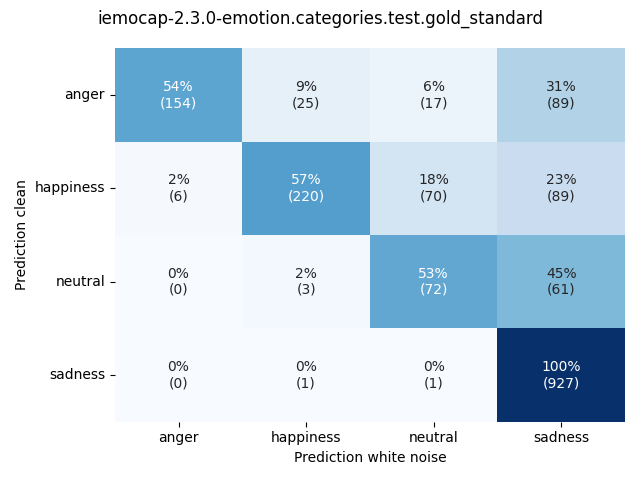 iemocap-2.3.0-emotion.categories.test.gold_standard
Prediction clean
anger
54%
(154)
9%
(25)
6%
(17)
31%
(89)
happiness
2%
(6)
57%
(220)
18%
(70)
23%
(89)
neutral
0%
(0)
2%
(3)
53%
(72)
45%
(61)
sadness
0%
(0)
0%
(1)
0%
(1)
100%
(927)
anger
happiness
neutral
sadness
Prediction white noise